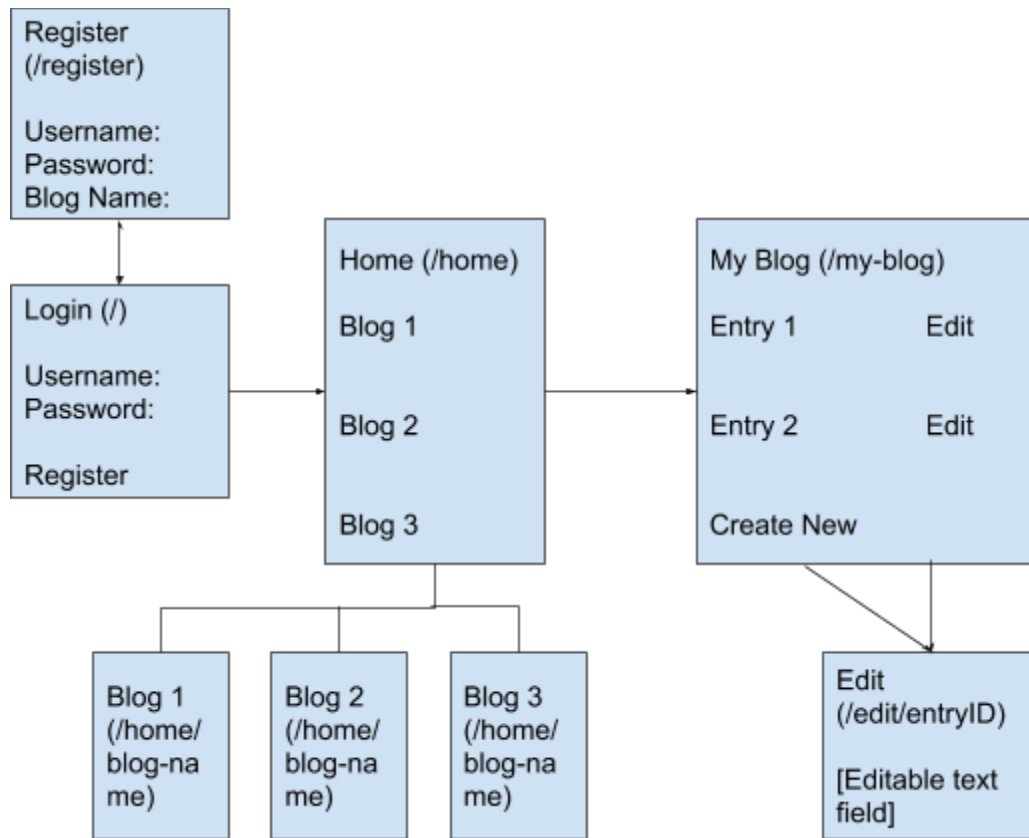 Register
(/register)
Username:
Password:
Blog Name:
Login (/)
Username:
Password:
Register
Home (/home)
Blog 1
Blog 2
Blog 3
My Blog (/my-blog)
Entry 1 Edit
Entry 2 Edit
Create New
Blog 1
(/home/
blog-na
me)
Blog 2
(/home/
blog-na
me)
Blog 3
(/home/
blog-na
me)
Edit
(/edit/entryID)
[Editable text
field]